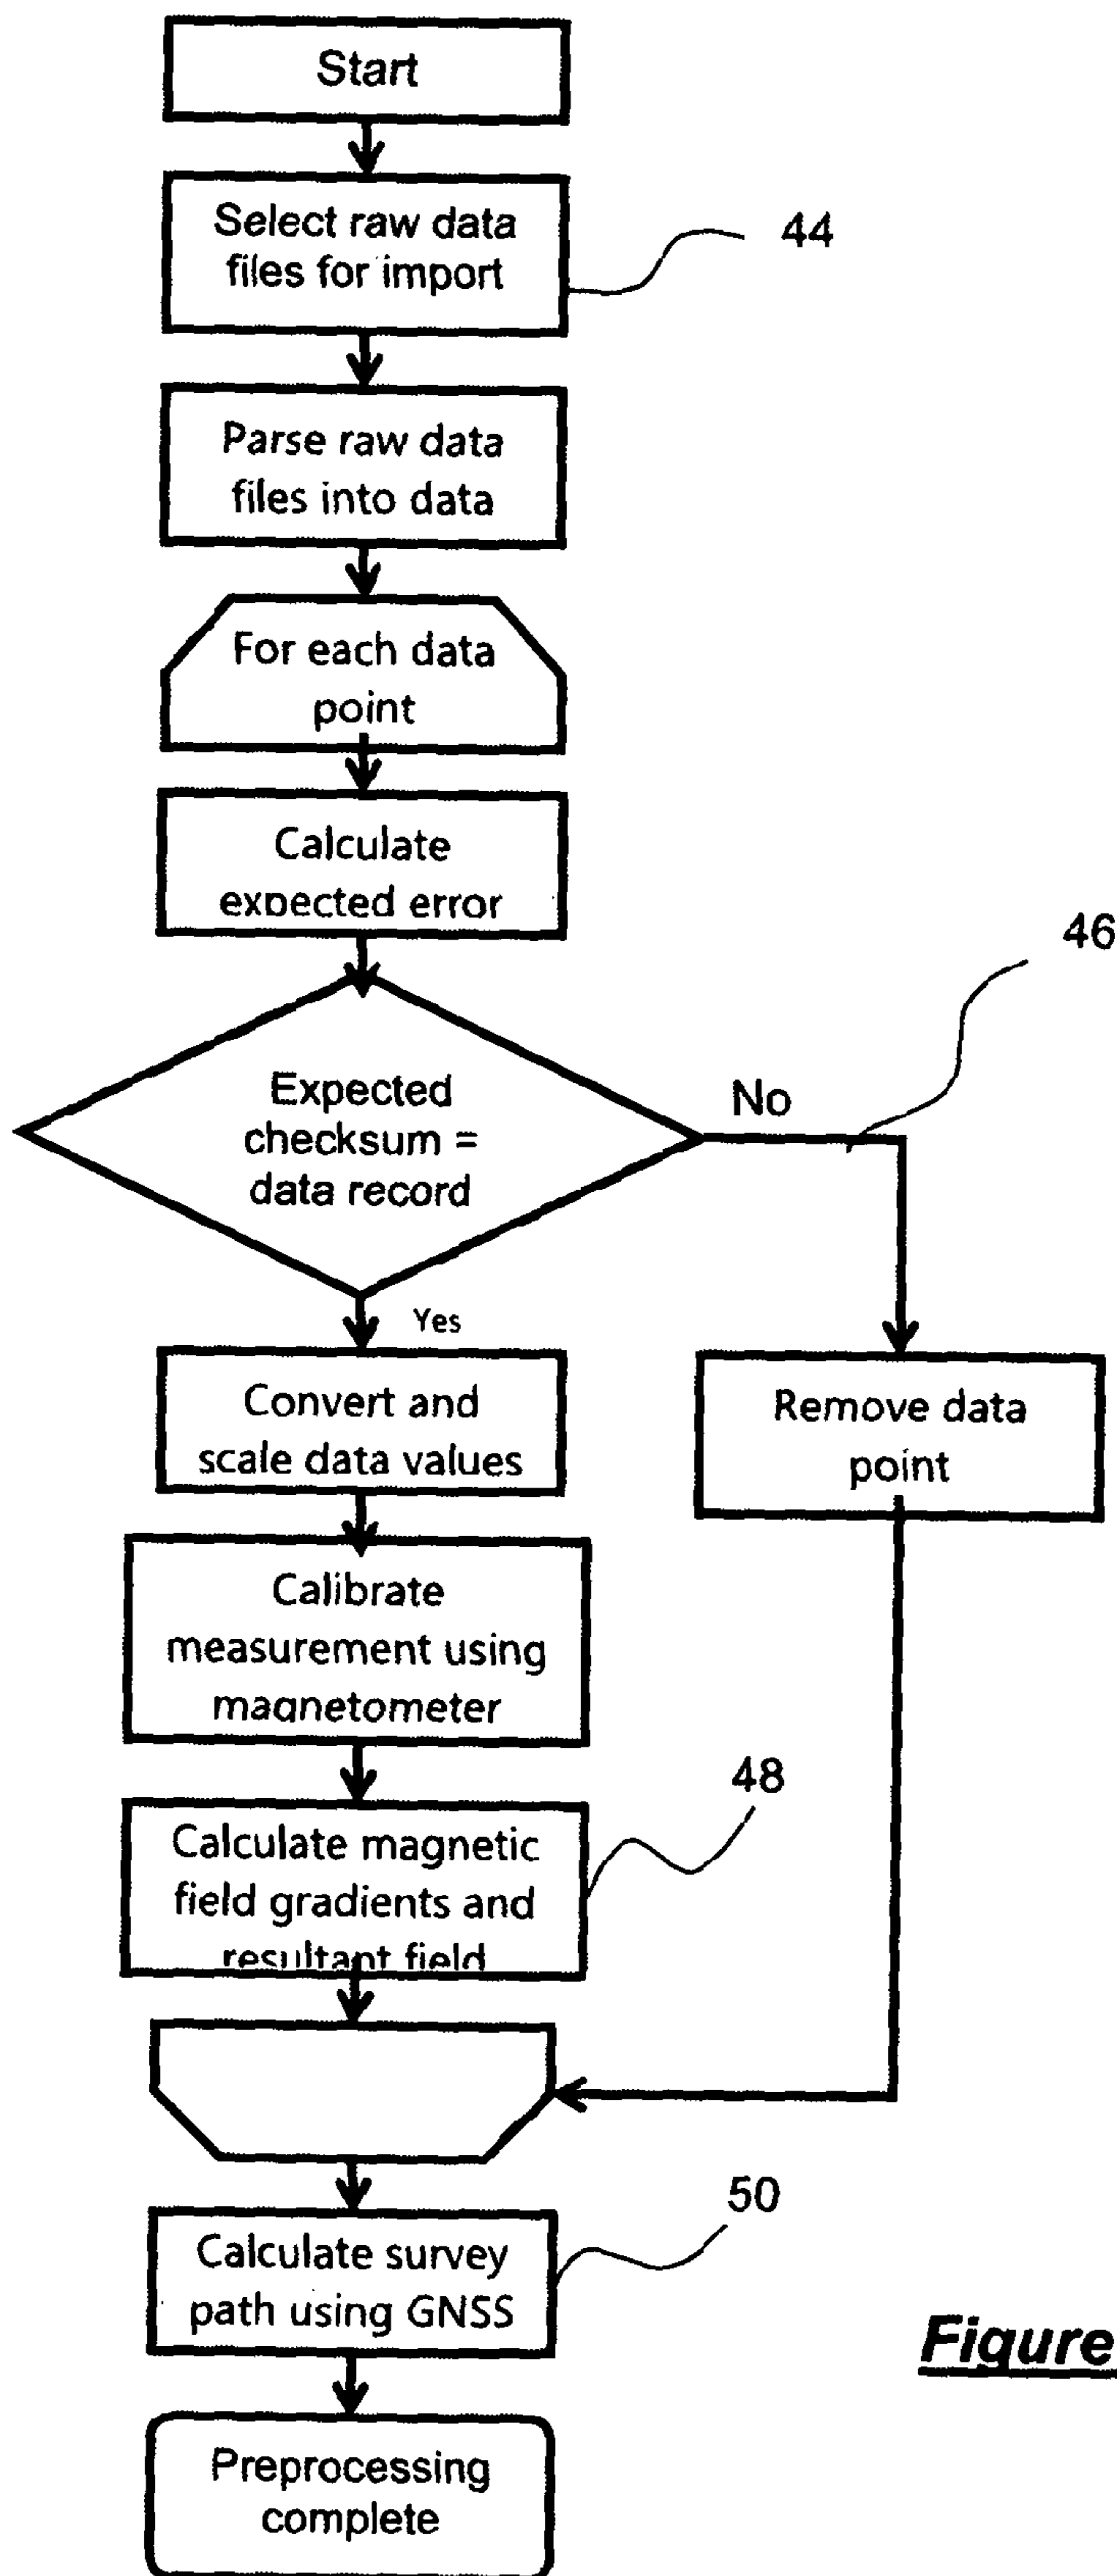 Start
Select raw data
files for import
44
Parse raw data
files into data
For each data
point
Calculate
expected error
46
Expected
checksum =
data record
No
Yes
Convert and
scale data values
Remove data
point
Calibrate
measurement using
magnetometer
48
Calculate magnetic
field gradients and
resultant field
50
Calculate survey
path using GNSS
Figure
Preprocessing
complete